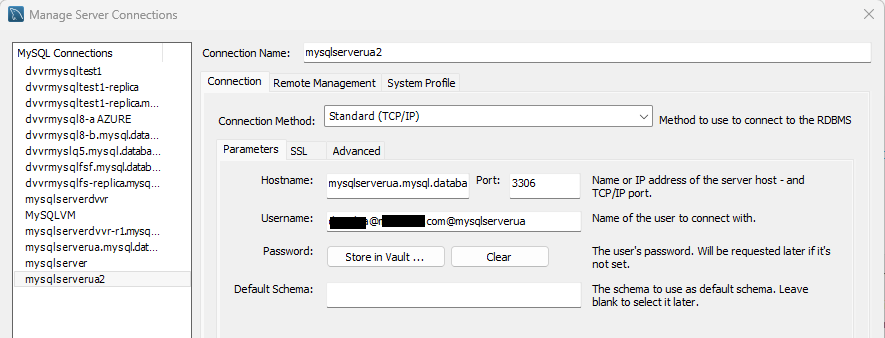 Manage Server Connections
MySQL Connections
dvvrmysqltest1
dvvrmysqltest1-replica
dvvrmysqltest1-replica.m...
dvvrmysql8-a AZURE
dvvrmysql8-b.mysql.data...
dvvrmyslq5.mysql.databa...
dvvrmysqlfsf.mysql.datab...
dvvrmysqlfs-replica.mysq...
mysqlserverdvvr
MySQLVM
mysqlserverdvvr-r1.mysq...
mysqlserverua.mysql.dat...
mysqlserver
mysqlserverua2
Connection Name: mysqlserverua2
Connection Remote Management System Profile
Connection Method: Standard (TCP/IP) Method to use to connect to the RDBMS
Parameters SSL Advanced
Hostname: mysqlserverua.mysql.databa Port: 3306 Name or IP address of the server host - and
TCP/IP port.
Username: a@ com@mysqlserverua Name of the user to connect with.
Password: Store in Vault ... Clear The user's password. Will be requested later if it's
not set.
Default Schema: The schema to use as default schema. Leave
blank to select it later.